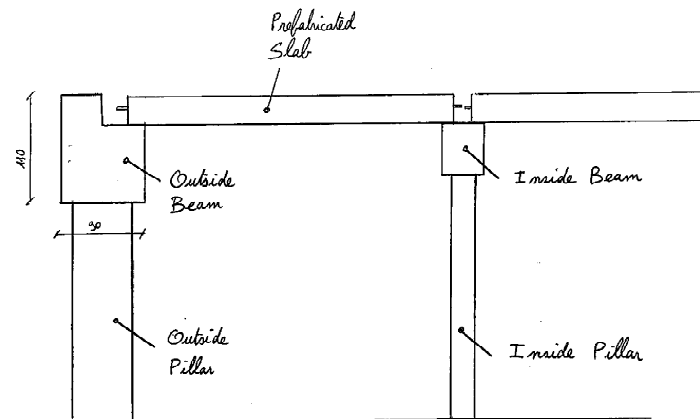 Prefabricated
Slab
110
Outside
Beam
Inside Beam
90
Outside
Pillar
Inside Pillar